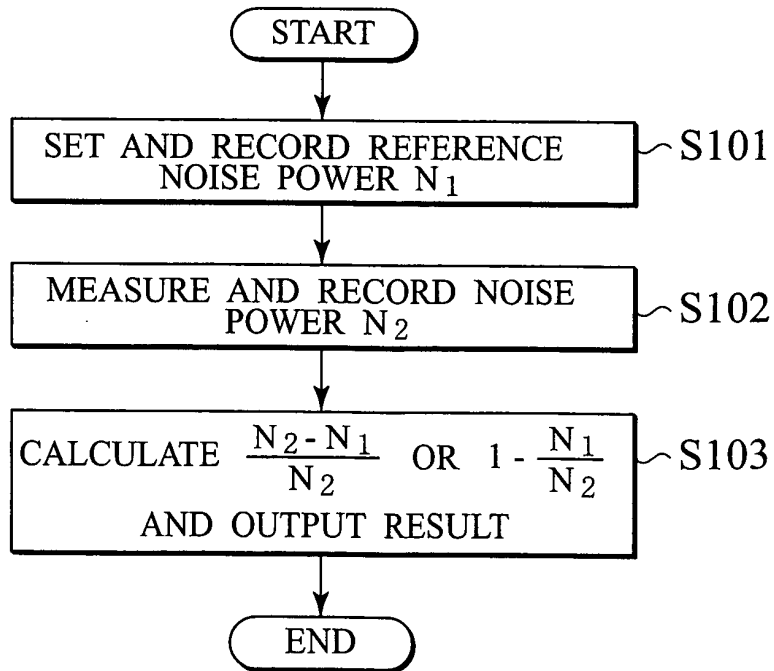 START
SET AND RECORD REFERENCE
NOISE POWER N1
S101
MEASURE AND RECORD NOISE
POWER N2
S102
CALCULATE (N2 - N1)/N2 OR 1 - N1/N2
AND OUTPUT RESULT
S103
END